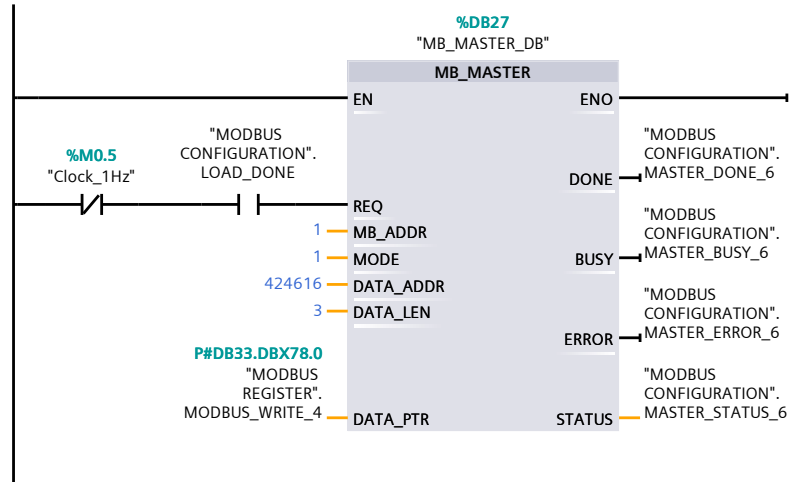 %DB27
"MB_MASTER_DB"
MB_MASTER
EN
ENO
%M0.5
"Clock_1Hz"
"MODBUS
CONFIGURATION".
LOAD_DONE
REQ
"MODBUS
CONFIGURATION".
MASTER_DONE_6
DONE
1
MB_ADDR
1
MODE
"MODBUS
CONFIGURATION".
MASTER_BUSY_6
BUSY
424616
DATA_ADDR
3
DATA_LEN
"MODBUS
CONFIGURATION".
MASTER_ERROR_6
ERROR
P#DB33.DBX78.0
"MODBUS
REGISTER".
MODBUS_WRITE_4
DATA_PTR
"MODBUS
CONFIGURATION".
MASTER_STATUS_6
STATUS